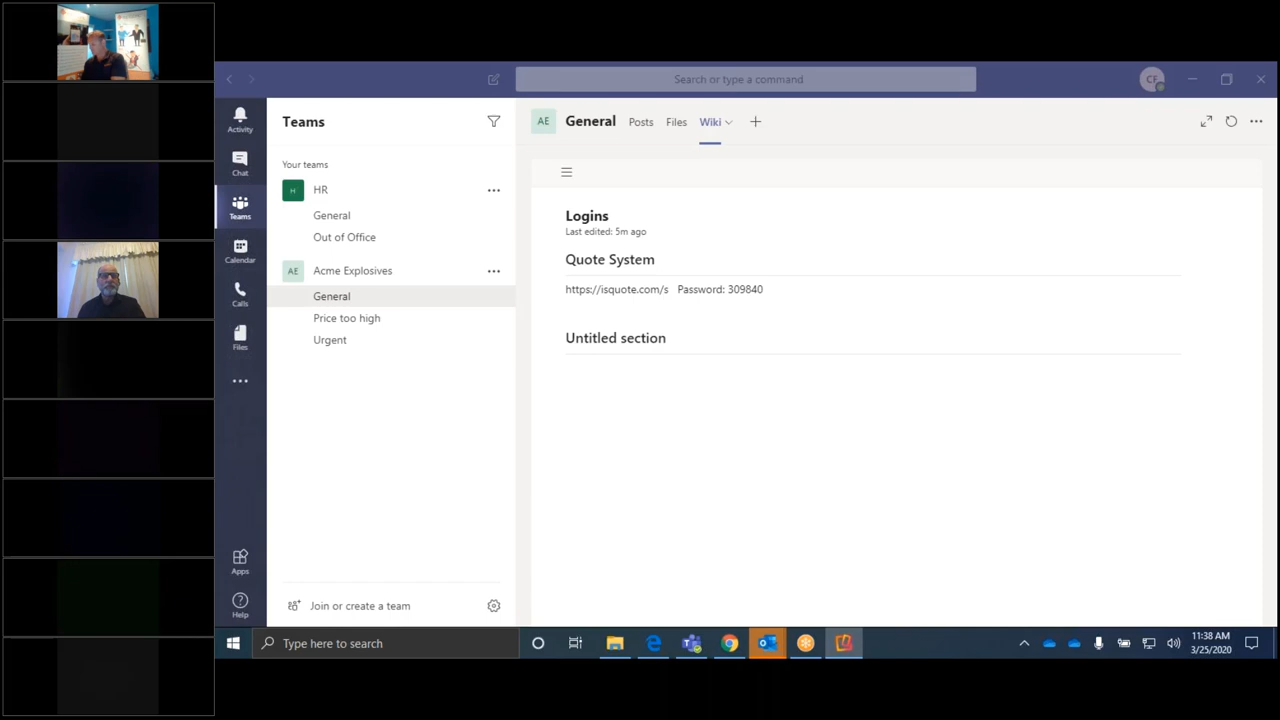 Search or type a command
CF
Activity
Chat
Teams
Calendar
Calls
Files
Apps
Help
Teams
Your teams
H HR
General
Out of Office
AE Acme Explosives
General
Price too high
Urgent
Join or create a team
AE General Posts Files Wiki
Logins
Last edited: 5m ago
Quote System
https://isquote.com/s Password: 309840
Untitled section
Type here to search
11:38 AM
3/25/2020